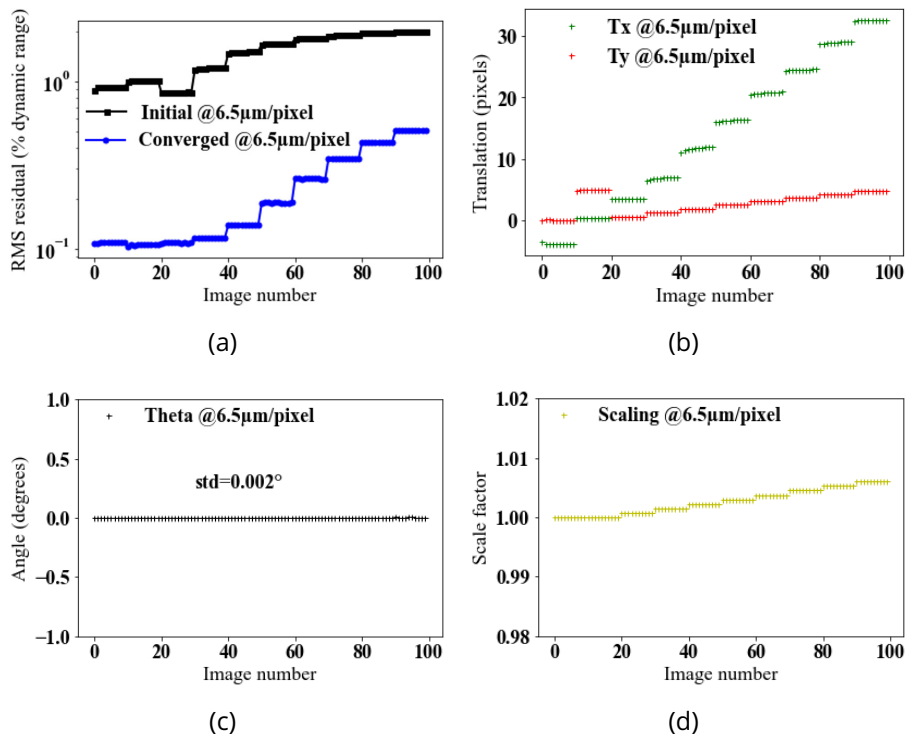 RMS residual (% dynamic range)
10⁰
10⁻¹
Initial @6.5µm/pixel
Converged @6.5µm/pixel
0 20 40 60 80 100
Image number
(a)
Translation (pixels)
30
20
10
0
Tx @6.5µm/pixel
Ty @6.5µm/pixel
0 20 40 60 80 100
Image number
(b)
Angle (degrees)
1.0
0.5
0.0
−0.5
−1.0
Theta @6.5µm/pixel
std=0.002°
0 20 40 60 80 100
Image number
(c)
Scale factor
1.02
1.01
1.00
0.99
0.98
Scaling @6.5µm/pixel
0 20 40 60 80 100
Image number
(d)